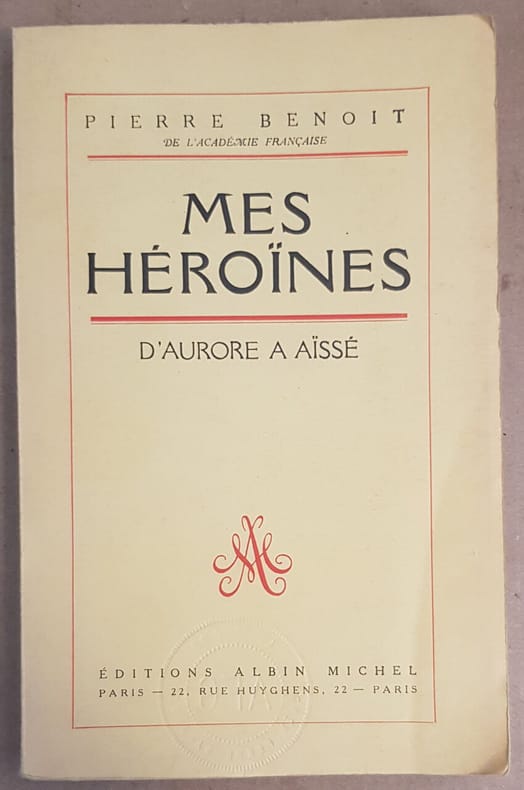 PIERRE BENOIT
DE L'ACADÉMIE FRANÇAISE
MES
HÉROÏNES
D'AURORE A AÏSSÉ
ÉDITIONS ALBIN MICHEL
PARIS — 22, RUE HUYGHENS, 22 — PARIS